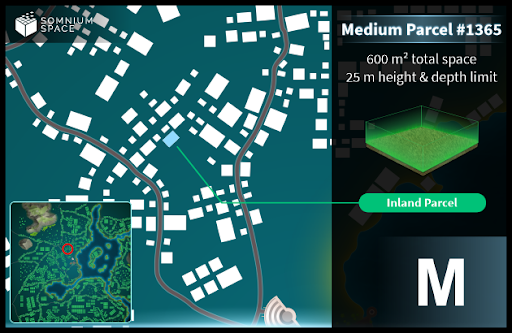 SOMNIUM
SPACE
Medium Parcel #1365
600 m² total space
25 m height & depth limit
Inland Parcel
M